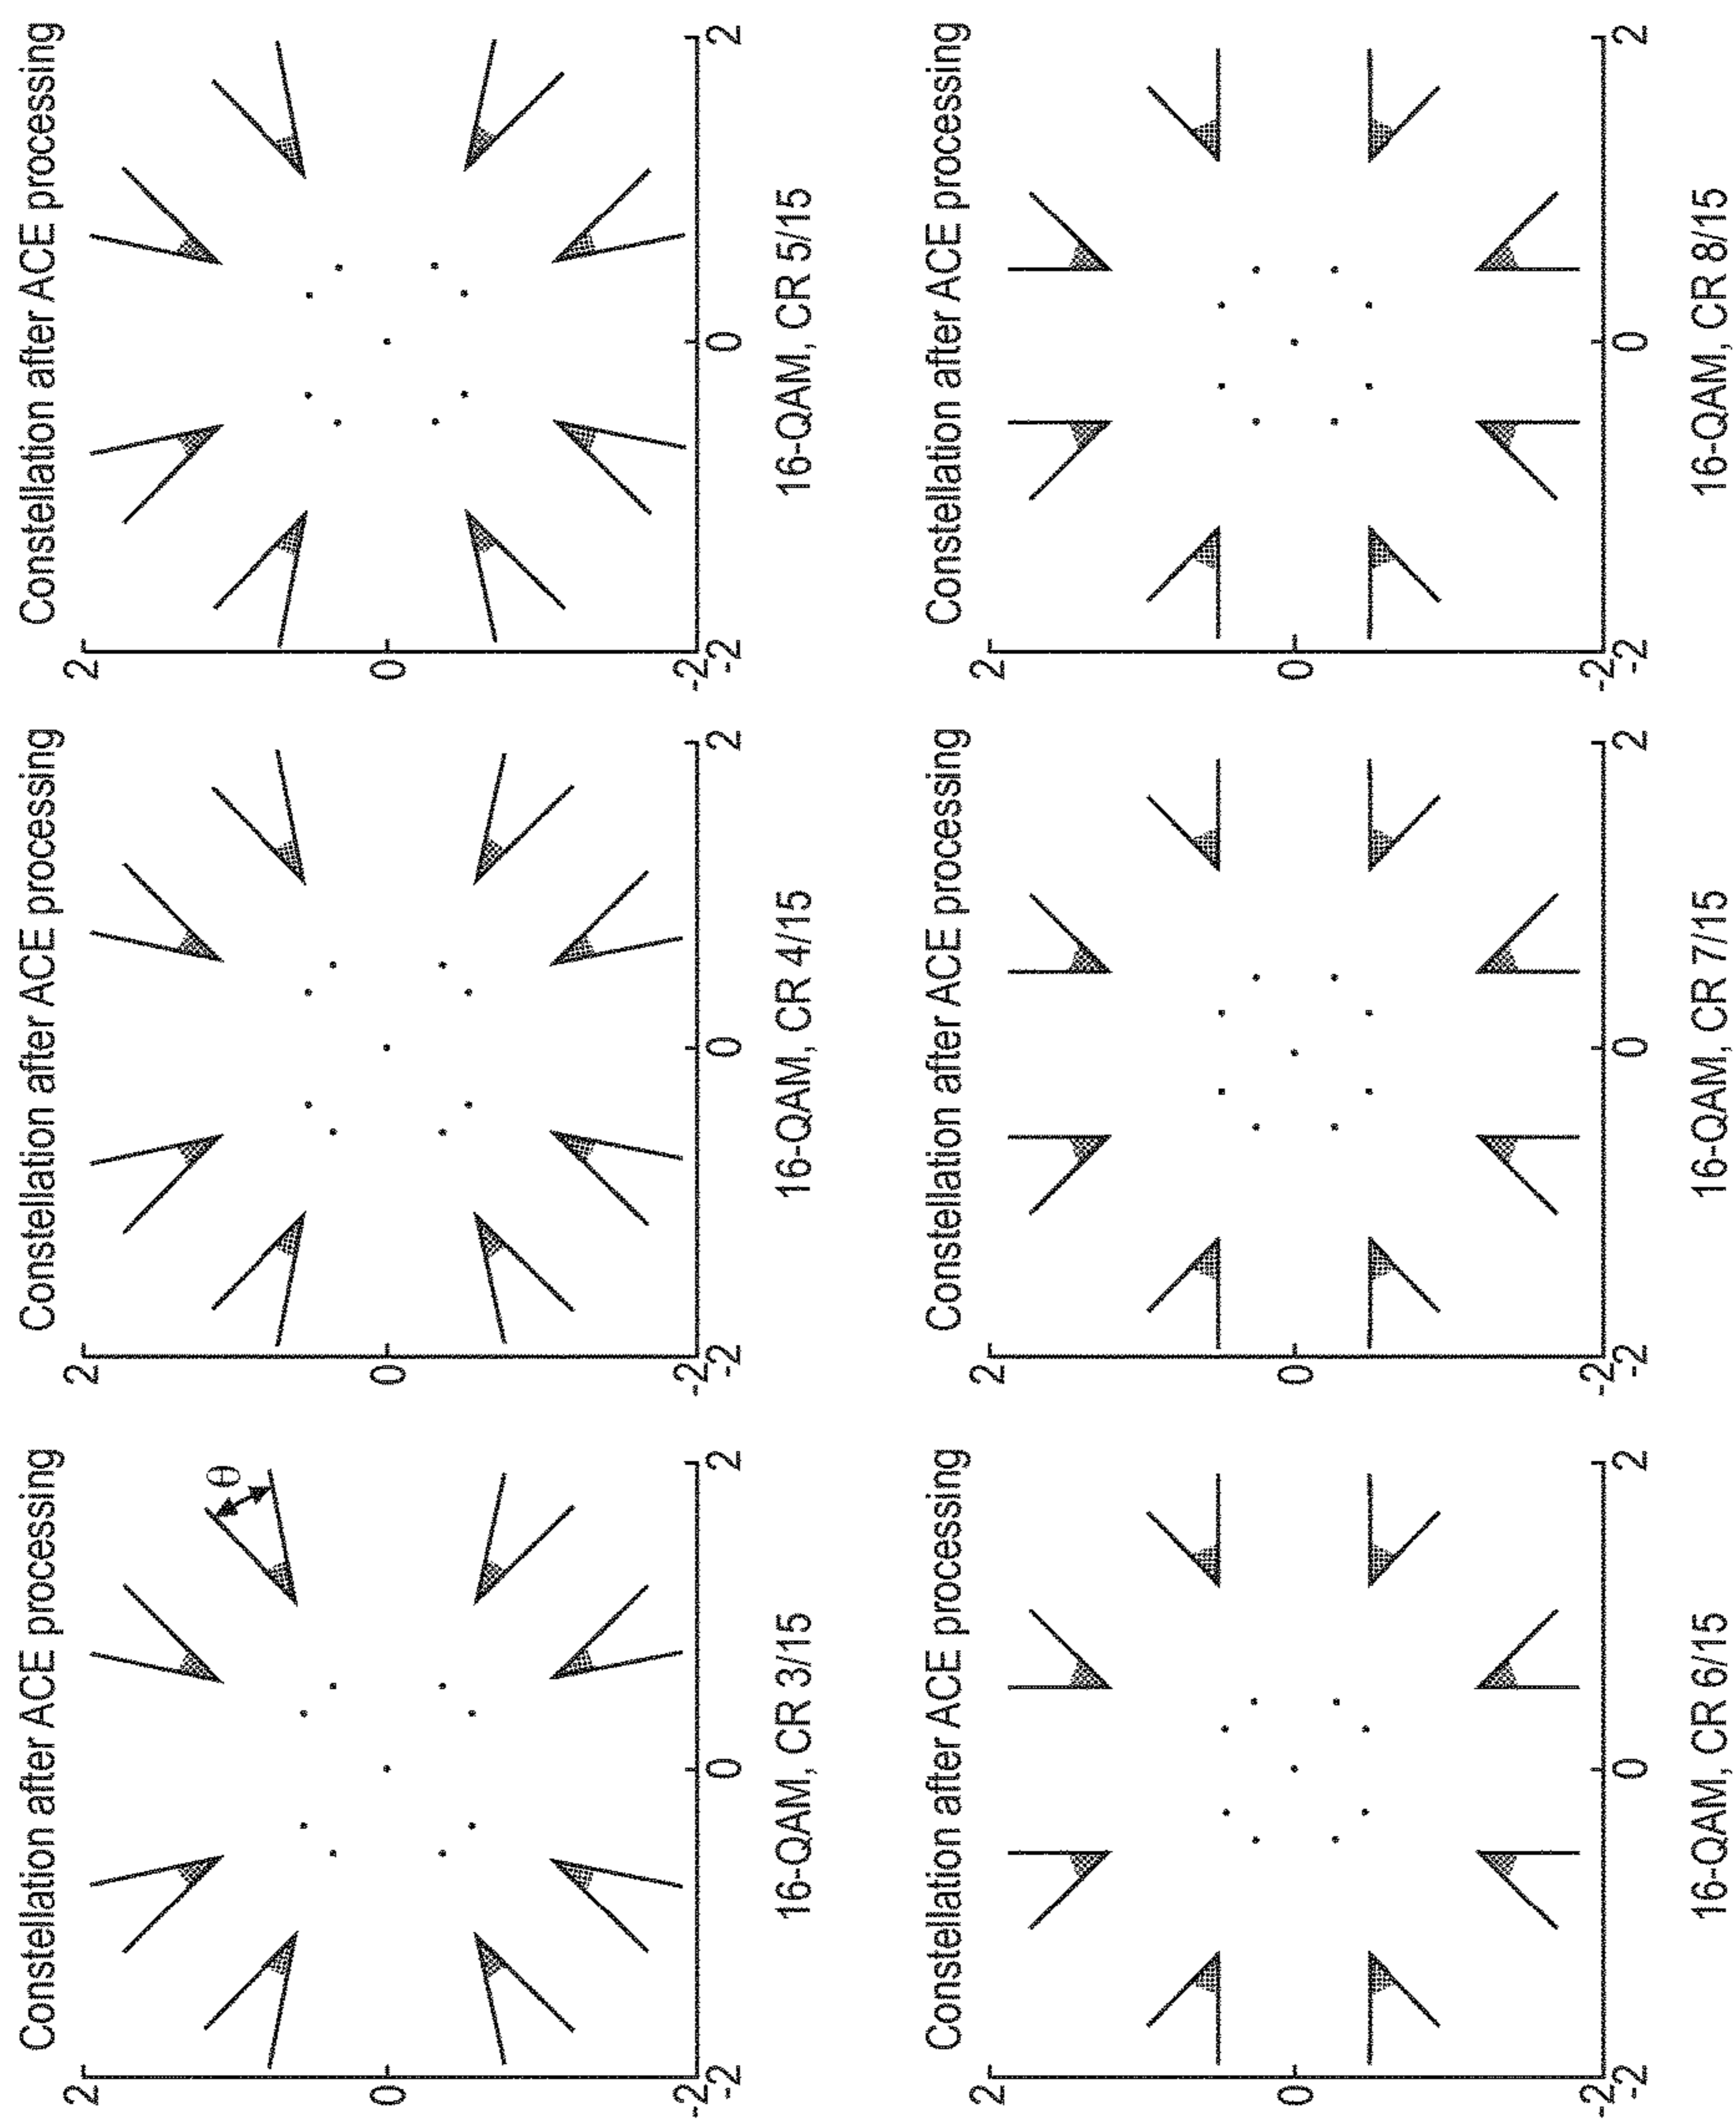 Constellation after ACE processing
2
0
-2
-2
0
2
θ
16-QAM, CR 3/15
Constellation after ACE processing
2
0
-2
-2
0
2
16-QAM, CR 4/15
Constellation after ACE processing
2
0
-2
-2
0
2
16-QAM, CR 5/15
Constellation after ACE processing
2
0
-2
-2
0
2
16-QAM, CR 6/15
Constellation after ACE processing
2
0
-2
-2
0
2
16-QAM, CR 7/15
Constellation after ACE processing
2
0
-2
-2
0
2
16-QAM, CR 8/15